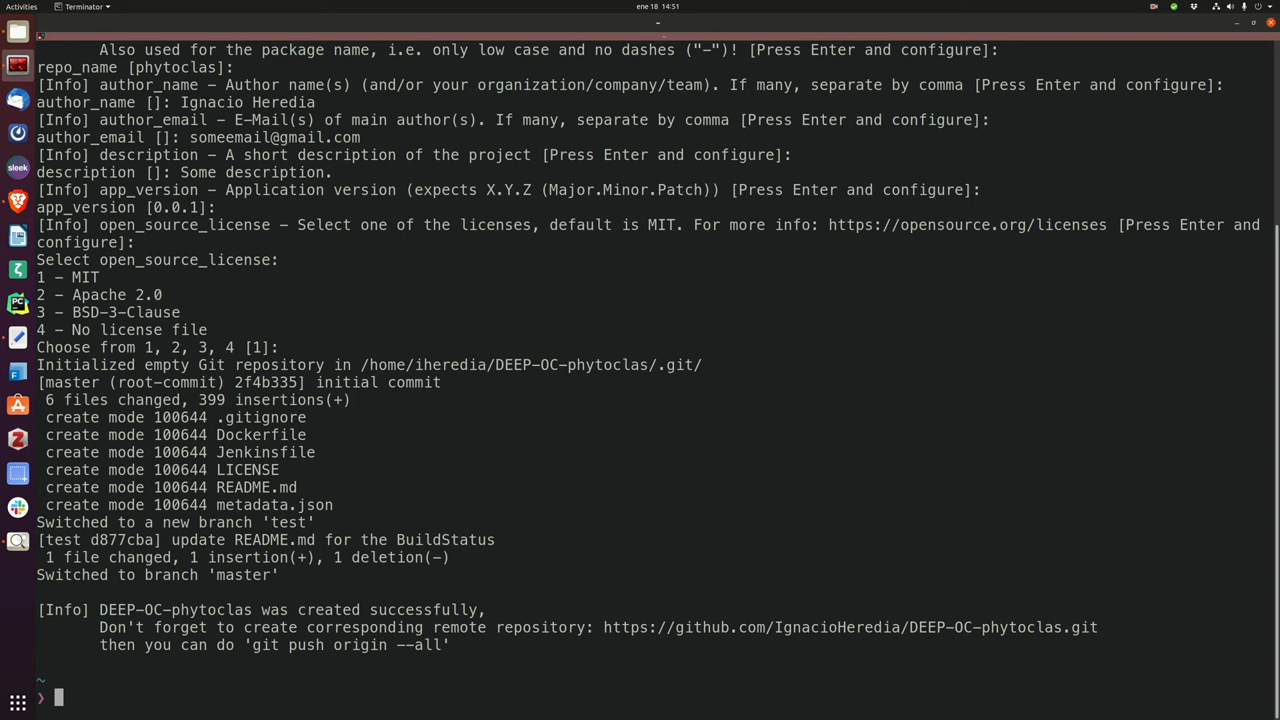 Activities
Terminator
ene 18 14:51
~
~
Also used for the package name, i.e. only low case and no dashes ("-")! [Press Enter and configure]:
repo_name [phytoclas]:
[Info] author_name - Author name(s) (and/or your organization/company/team). If many, separate by comma [Press Enter and configure]:
author_name []: Ignacio Heredia
[Info] author_email - E-Mail(s) of main author(s). If many, separate by comma [Press Enter and configure]:
author_email []: someemail@gmail.com
[Info] description - A short description of the project [Press Enter and configure]:
description []: Some description.
[Info] app_version - Application version (expects X.Y.Z (Major.Minor.Patch)) [Press Enter and configure]:
app_version [0.0.1]:
[Info] open_source_license - Select one of the licenses, default is MIT. For more info: https://opensource.org/licenses [Press Enter and
configure]:
Select open_source_license:
1 - MIT
2 - Apache 2.0
3 - BSD-3-Clause
4 - No license file
Choose from 1, 2, 3, 4 [1]:
Initialized empty Git repository in /home/iheredia/DEEP-OC-phytoclas/.git/
[master (root-commit) 2f4b335] initial commit
6 files changed, 399 insertions(+)
create mode 100644 .gitignore
create mode 100644 Dockerfile
create mode 100644 Jenkinsfile
create mode 100644 LICENSE
create mode 100644 README.md
create mode 100644 metadata.json
Switched to a new branch 'test'
[test d877cba] update README.md for the BuildStatus
1 file changed, 1 insertion(+), 1 deletion(-)
Switched to branch 'master'
[Info] DEEP-OC-phytoclas was created successfully,
Don't forget to create corresponding remote repository: https://github.com/IgnacioHeredia/DEEP-OC-phytoclas.git
then you can do 'git push origin --all'
~
❯
sleek
PC